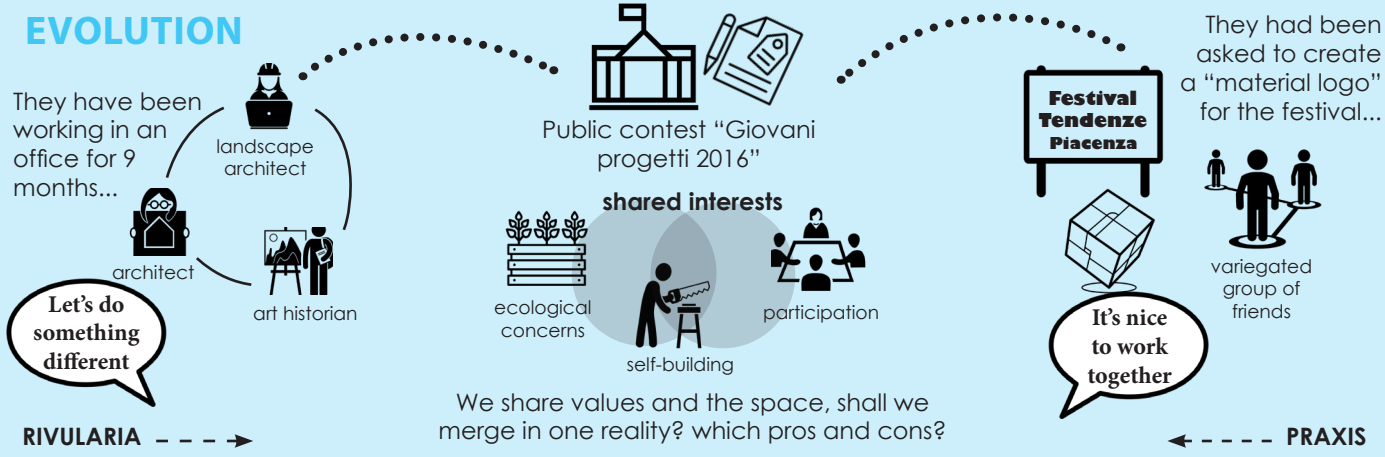 EVOLUTION
They have been
working in an
office for 9
months...
landscape
architect
architect
art historian
Let's do
something
different
RIVULARIA
Public contest “Giovani
progetti 2016”
shared interests
ecological
concerns
participation
self-building
We share values and the space, shall we
merge in one reality? which pros and cons?
They had been
asked to create
a “material logo”
for the festival...
Festival
Tendenze
Piacenza
variegated
group of
friends
It's nice
to work
together
PRAXIS